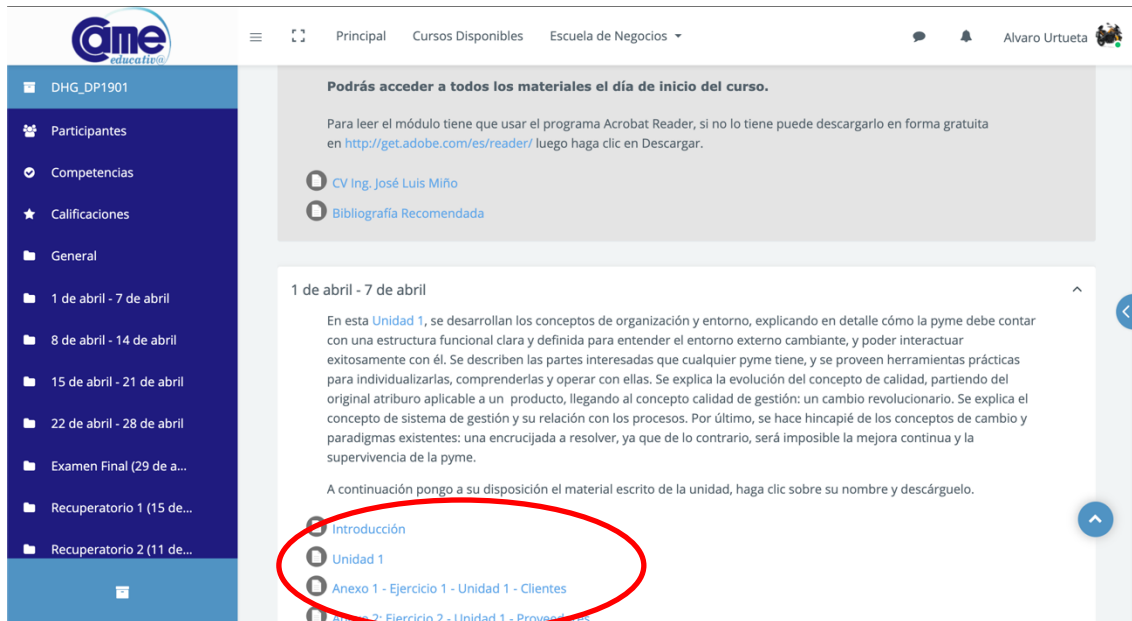 came
educativ@
Principal
Cursos Disponibles
Escuela de Negocios
Alvaro Urtueta
DHG_DP1901
Participantes
Competencias
Calificaciones
General
1 de abril - 7 de abril
8 de abril - 14 de abril
15 de abril - 21 de abril
22 de abril - 28 de abril
Examen Final (29 de a...
Recuperatorio 1 (15 de...
Recuperatorio 2 (11 de...
Podrás acceder a todos los materiales el día de inicio del curso.
Para leer el módulo tiene que usar el programa Acrobat Reader, si no lo tiene puede descargarlo en forma gratuita
en http://get.adobe.com/es/reader/ luego haga clic en Descargar.
CV Ing. José Luis Miño
Bibliografía Recomendada
1 de abril - 7 de abril
En esta Unidad 1, se desarrollan los conceptos de organización y entorno, explicando en detalle cómo la pyme debe contar
con una estructura funcional clara y definida para entender el entorno externo cambiante, y poder interactuar
exitosamente con él. Se describen las partes interesadas que cualquier pyme tiene, y se proveen herramientas prácticas
para individualizarlas, comprenderlas y operar con ellas. Se explica la evolución del concepto de calidad, partiendo del
original atriburo aplicable a un producto, llegando al concepto calidad de gestión: un cambio revolucionario. Se explica el
concepto de sistema de gestión y su relación con los procesos. Por último, se hace hincapié de los conceptos de cambio y
paradigmas existentes: una encrucijada a resolver, ya que de lo contrario, será imposible la mejora continua y la
supervivencia de la pyme.
A continuación pongo a su disposición el material escrito de la unidad, haga clic sobre su nombre y descárguelo.
Introducción
Unidad 1
Anexo 1 - Ejercicio 1 - Unidad 1 - Clientes
Anexo 2: Ejercicio 2 - Unidad 1 - Proveedores